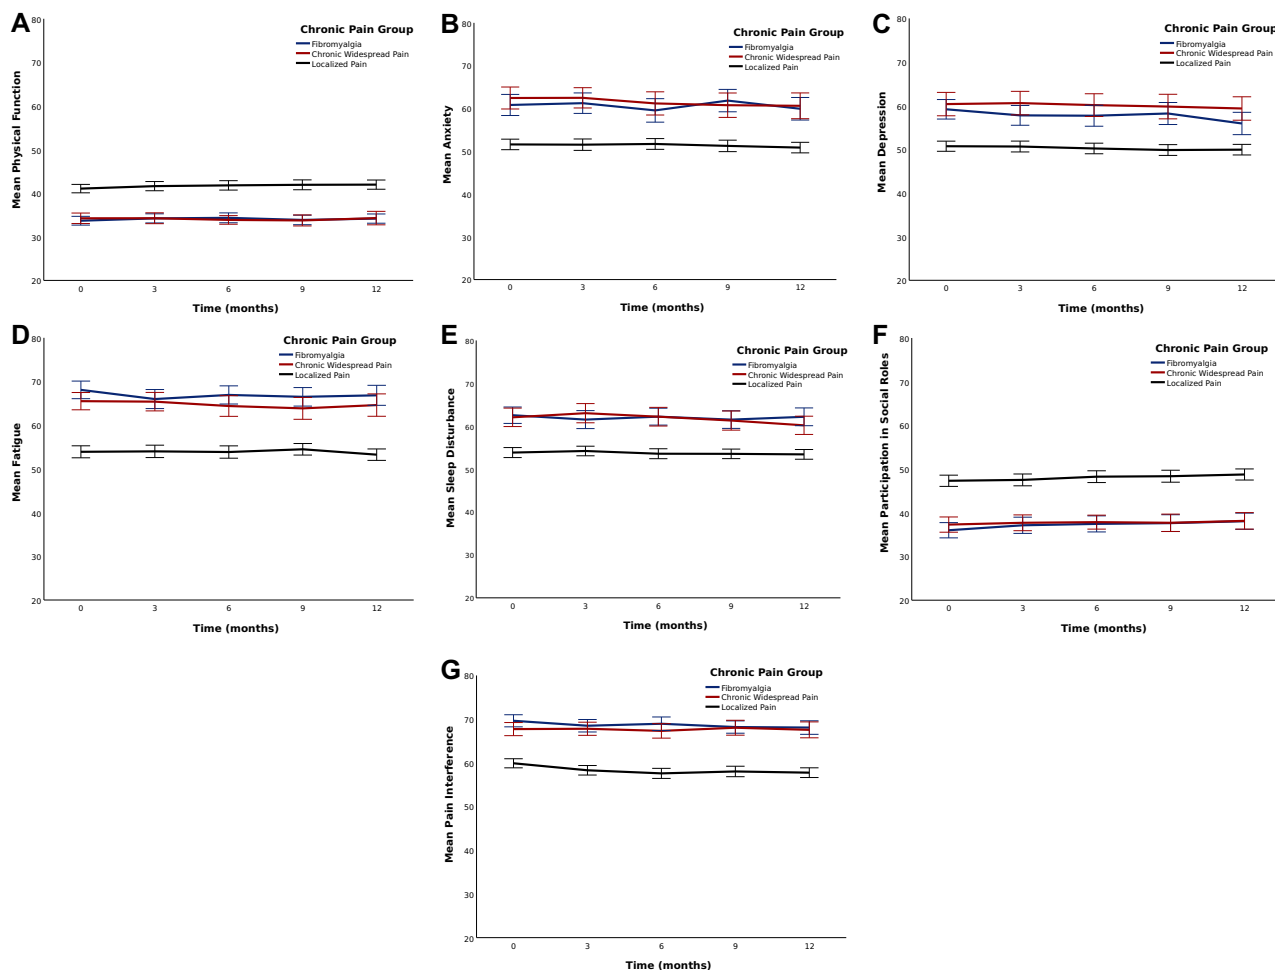 A
Chronic Pain Group
Fibromyalgia
Chronic Widespread Pain
Localized Pain
Mean Physical Function
80
70
60
50
40
30
20
0 3 6 9 12
Time (months)
B
Chronic Pain Group
Fibromyalgia
Chronic Widespread Pain
Localized Pain
Mean Anxiety
80
70
60
50
40
30
20
0 3 6 9 12
Time (months)
C
Chronic Pain Group
Fibromyalgia
Chronic Widespread Pain
Localized Pain
Mean Depression
80
70
60
50
40
30
20
0 3 6 9 12
Time (months)
D
Chronic Pain Group
Fibromyalgia
Chronic Widespread Pain
Localized Pain
Mean Fatigue
80
70
60
50
40
30
20
0 3 6 9 12
Time (months)
E
Chronic Pain Group
Fibromyalgia
Chronic Widespread Pain
Localized Pain
Mean Sleep Disturbance
80
70
60
50
40
30
20
0 3 6 9 12
Time (months)
F
Chronic Pain Group
Fibromyalgia
Chronic Widespread Pain
Localized Pain
Mean Participation in Social Roles
80
70
60
50
40
30
20
0 3 6 9 12
Time (months)
G
Chronic Pain Group
Fibromyalgia
Chronic Widespread Pain
Localized Pain
Mean Pain Interference
80
70
60
50
40
30
20
0 3 6 9 12
Time (months)